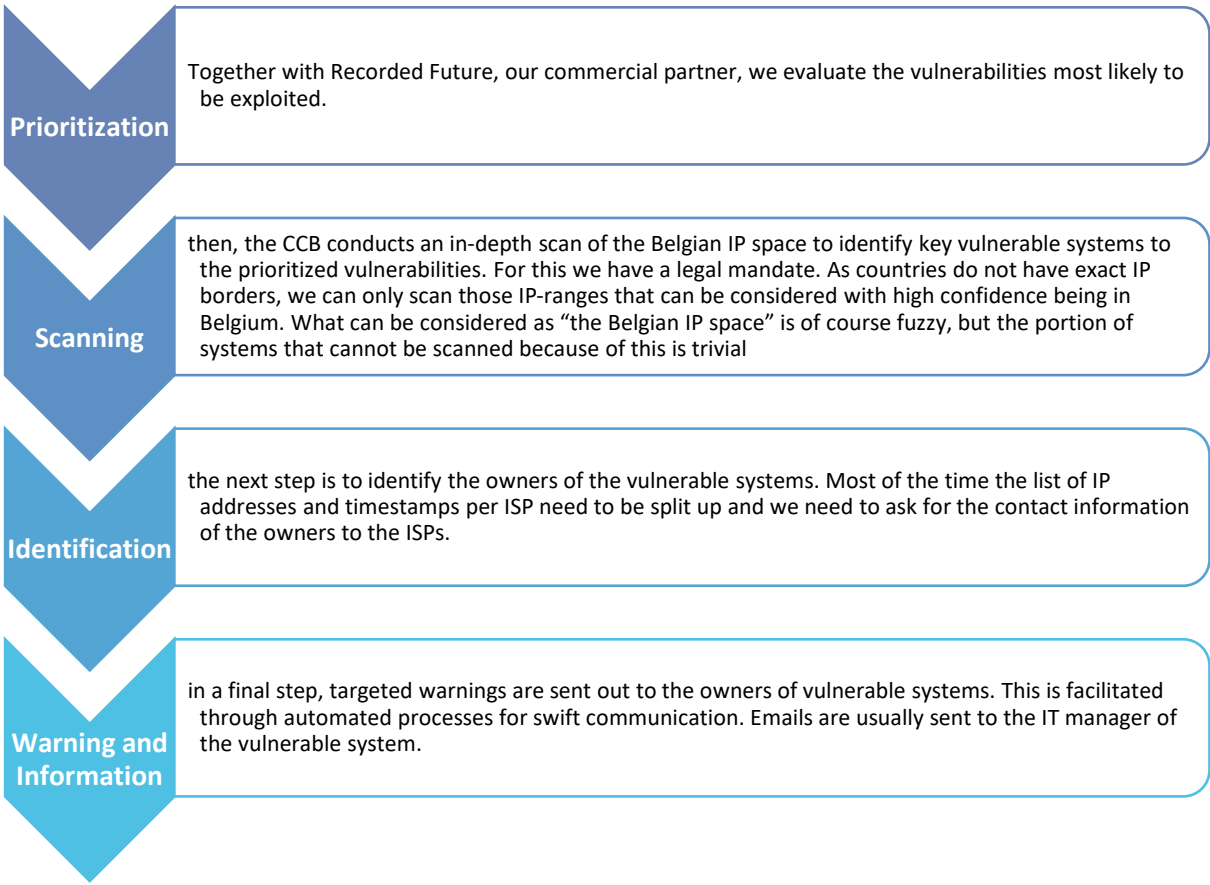 Prioritization
Together with Recorded Future, our commercial partner, we evaluate the vulnerabilities most likely to
be exploited.
Scanning
then, the CCB conducts an in-depth scan of the Belgian IP space to identify key vulnerable systems to
the prioritized vulnerabilities. For this we have a legal mandate. As countries do not have exact IP
borders, we can only scan those IP-ranges that can be considered with high confidence being in
Belgium. What can be considered as “the Belgian IP space” is of course fuzzy, but the portion of
systems that cannot be scanned because of this is trivial
Identification
the next step is to identify the owners of the vulnerable systems. Most of the time the list of IP
addresses and timestamps per ISP need to be split up and we need to ask for the contact information
of the owners to the ISPs.
Warning and
Information
in a final step, targeted warnings are sent out to the owners of vulnerable systems. This is facilitated
through automated processes for swift communication. Emails are usually sent to the IT manager of
the vulnerable system.